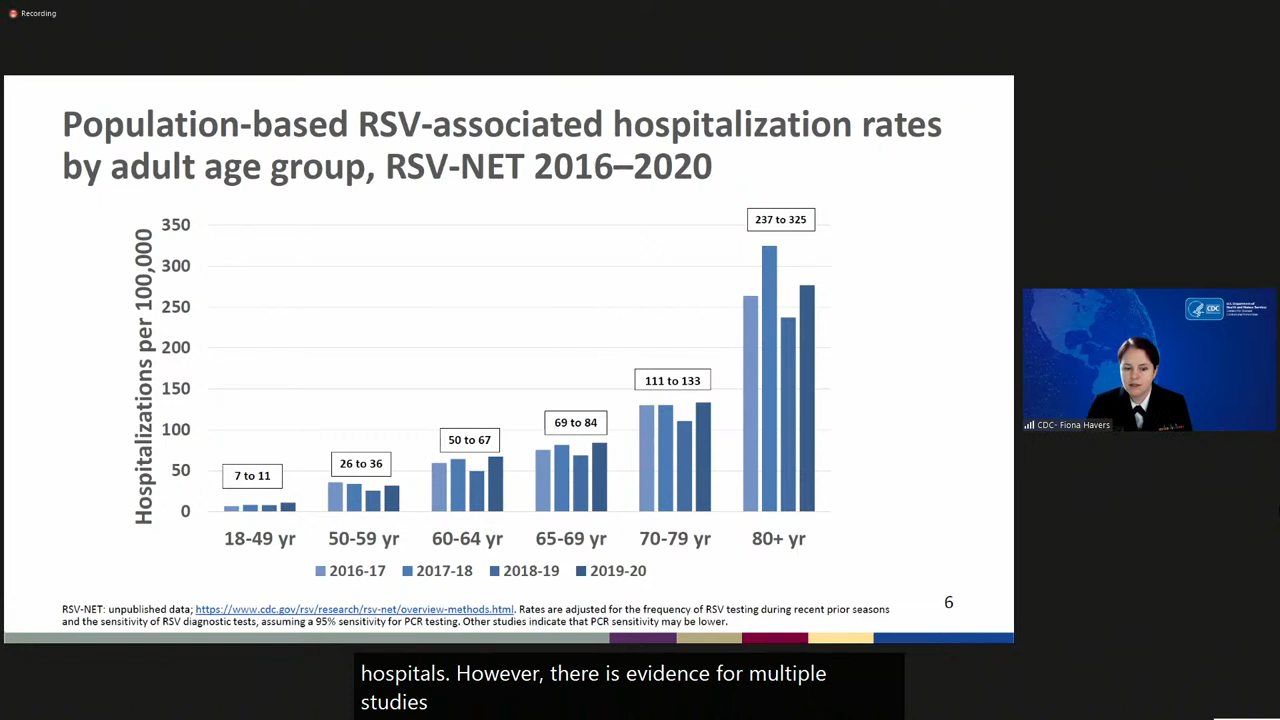 Recording
Population-based RSV-associated hospitalization rates
by adult age group, RSV-NET 2016–2020
Hospitalizations per 100,000
350
300
250
200
150
100
50
0
7 to 11
26 to 36
50 to 67
69 to 84
111 to 133
237 to 325
18-49 yr
50-59 yr
60-64 yr
65-69 yr
70-79 yr
80+ yr
2016-17
2017-18
2018-19
2019-20
RSV-NET: unpublished data; https://www.cdc.gov/rsv/research/rsv-net/overview-methods.html. Rates are adjusted for the frequency of RSV testing during recent prior seasons
and the sensitivity of RSV diagnostic tests, assuming a 95% sensitivity for PCR testing. Other studies indicate that PCR sensitivity may be lower.
6
CDC
CDC- Fiona Havers
hospitals. However, there is evidence for multiple
studies